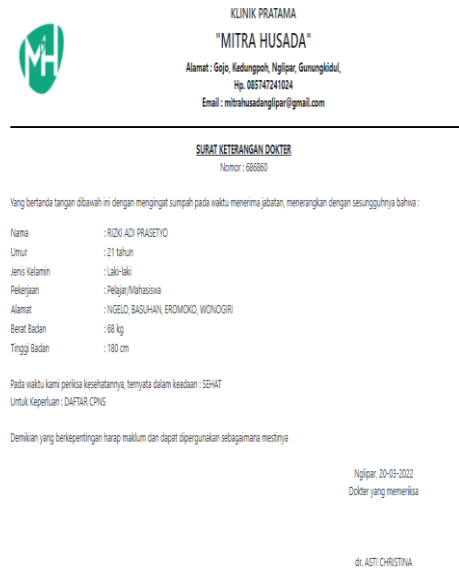 MH
KLINIK PRATAMA
"MITRA HUSADA"
Alamat : Gojo, Kedungpoh, Nglipar, Gunungkidul,
Hp. 085747241024
Email : mitrahusadanglipar@gmail.com
SURAT KETERANGAN DOKTER
Nomor : 686860
Yang bertanda tangan dibawah ini dengan mengingat sumpah pada waktu menerima jabatan, menerangkan dengan sesungguhnya bahwa :
Nama : RIZKI ADI PRASETYO
Umur : 21 tahun
Jenis Kelamin : Laki-laki
Pekerjaan : Pelajar/Mahasiswa
Alamat : NGELO, BASUHAN, EROMOKO, WONOGIRI
Berat Badan : 68 kg
Tinggi Badan : 180 cm
Pada waktu kami periksa kesehatannya, ternyata dalam keadaan : SEHAT
Untuk Keperluan : DAFTAR CPNS
Demikian yang berkepentingan harap maklum dan dapat dipergunakan sebagaimana mestinya
Nglipar, 20-03-2022
Dokter yang memeriksa
dr. ASTI CHRISTINA